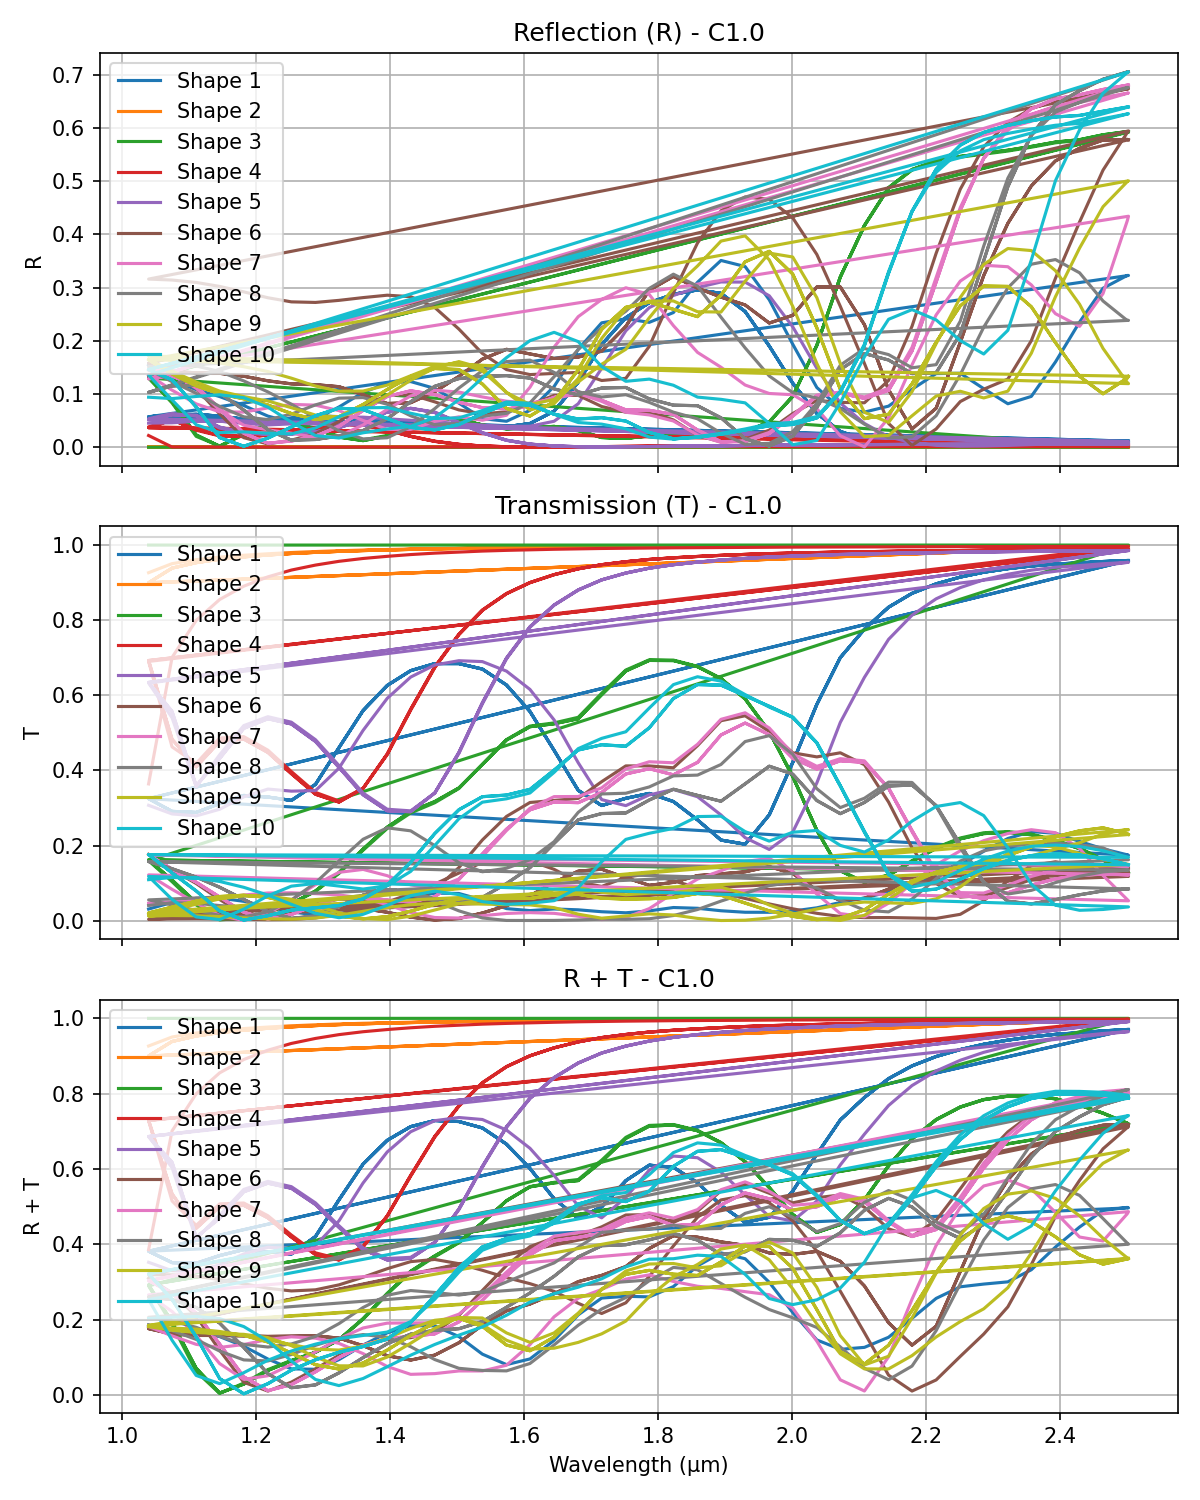 Reflection (R) - C1.0
0.7
0.6
0.5
0.4
0.3
0.2
0.1
0.0
R
Shape 1
Shape 2
Shape 3
Shape 4
Shape 5
Shape 6
Shape 7
Shape 8
Shape 9
Shape 10
Transmission (T) - C1.0
1.0
0.8
0.6
0.4
0.2
0.0
T
Shape 1
Shape 2
Shape 3
Shape 4
Shape 5
Shape 6
Shape 7
Shape 8
Shape 9
Shape 10
R + T - C1.0
1.0
0.8
0.6
0.4
0.2
0.0
R + T
Shape 1
Shape 2
Shape 3
Shape 4
Shape 5
Shape 6
Shape 7
Shape 8
Shape 9
Shape 10
1.0 1.2 1.4 1.6 1.8 2.0 2.2 2.4
Wavelength (μm)